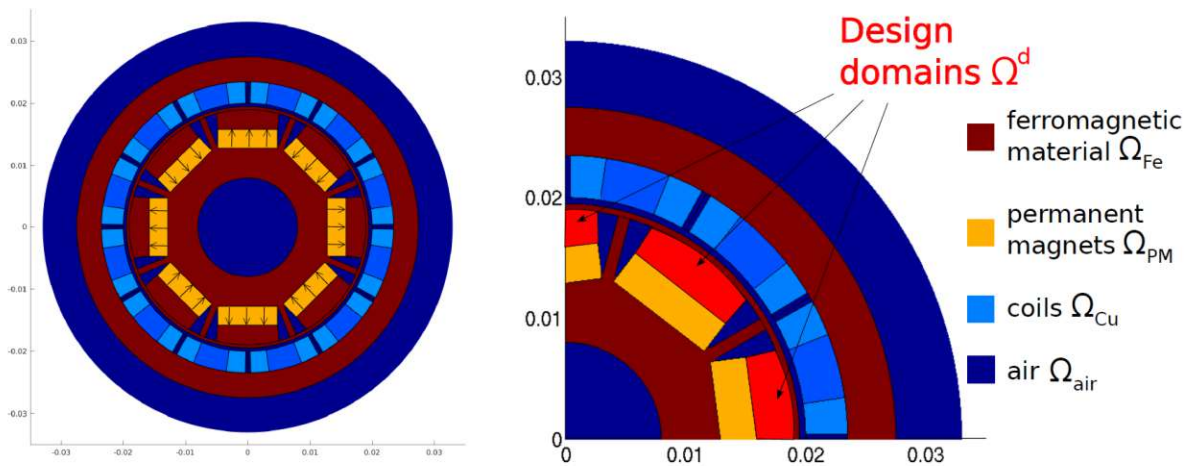 0.03
0.02
0.01
0
-0.01
-0.02
-0.03
-0.03
-0.02
-0.01
0
0.01
0.02
0.03
Design
domains Ω^d
0.03
0.02
0.01
0
0
0.01
0.02
0.03
ferromagnetic
material Ω_Fe
permanent
magnets Ω_PM
coils Ω_Cu
air Ω_air